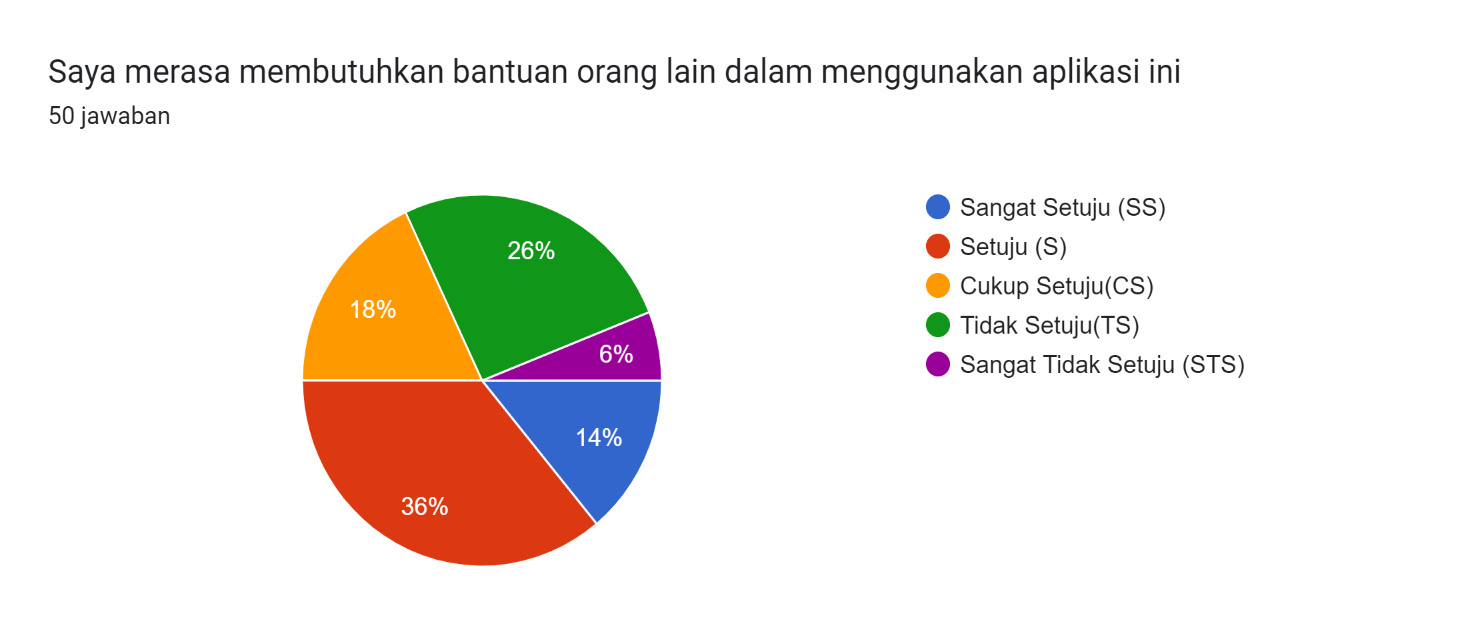 Saya merasa membutuhkan bantuan orang lain dalam menggunakan aplikasi ini
50 jawaban
Sangat Setuju (SS)
Setuju (S)
Cukup Setuju(CS)
Tidak Setuju(TS)
Sangat Tidak Setuju (STS)
26%
18%
6%
14%
36%